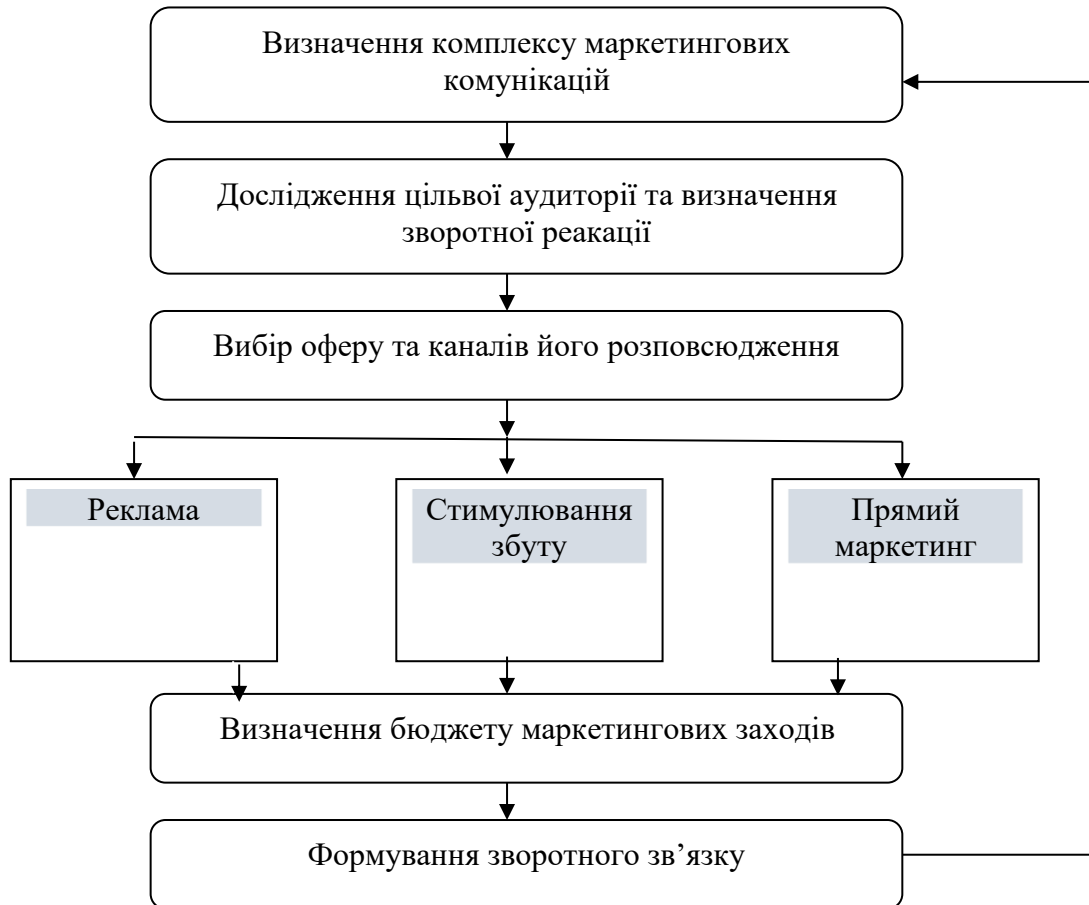 Визначення комплексу маркетингових
комунікацій
Дослідження цільвої аудиторії та визначення
зворотної реакації
Вибір оферу та каналів його розповсюдження
Реклама
Стимулювання
збуту
Прямий
маркетинг
Визначення бюджету маркетингових заходів
Формування зворотного зв’язку